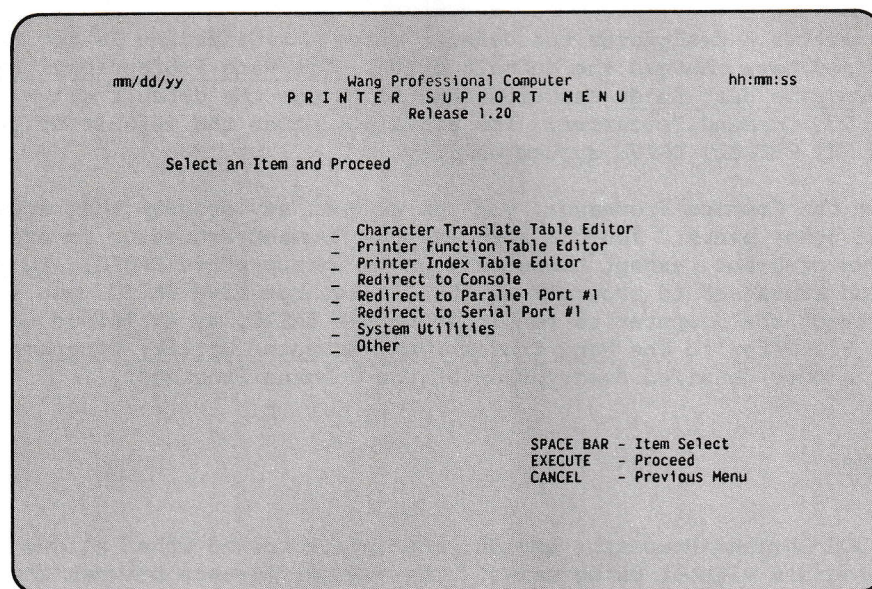 mm/dd/yy Wang Professional Computer hh:mm:ss
P R I N T E R S U P P O R T M E N U
Release 1.20
Select an Item and Proceed
_ Character Translate Table Editor
_ Printer Function Table Editor
_ Printer Index Table Editor
_ Redirect to Console
_ Redirect to Parallel Port #1
_ Redirect to Serial Port #1
_ System Utilities
_ Other
SPACE BAR - Item Select
EXECUTE - Proceed
CANCEL - Previous Menu